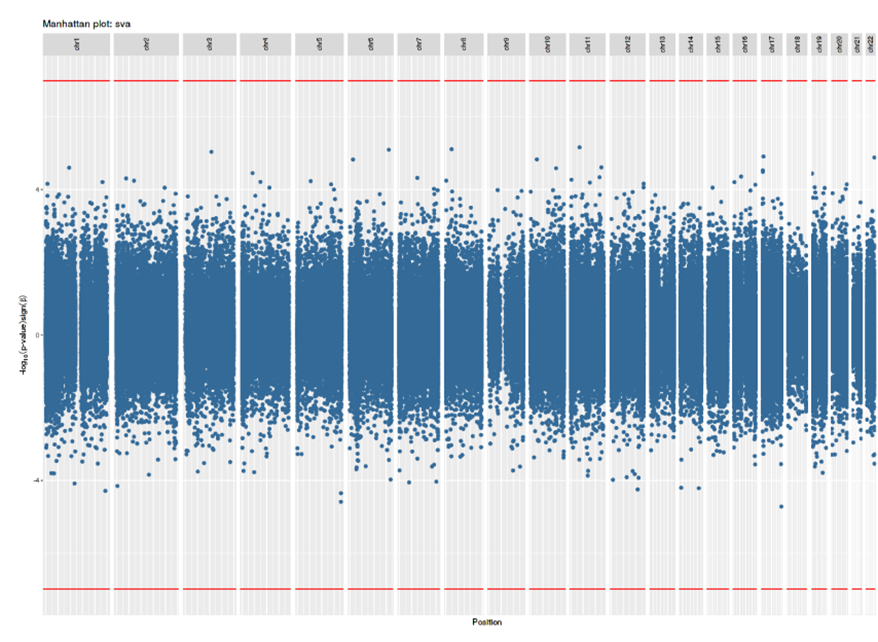 Manhattan plot: sva
chr1 chr2 chr3 chr4 chr5 chr6 chr7 chr8 chr9 chr10 chr11 chr12 chr13 chr14 chr15 chr16 chr17 chr18 chr19 chr20 chr21 chr22
4
0
-4
-log10(p-value)sign(β)
Position